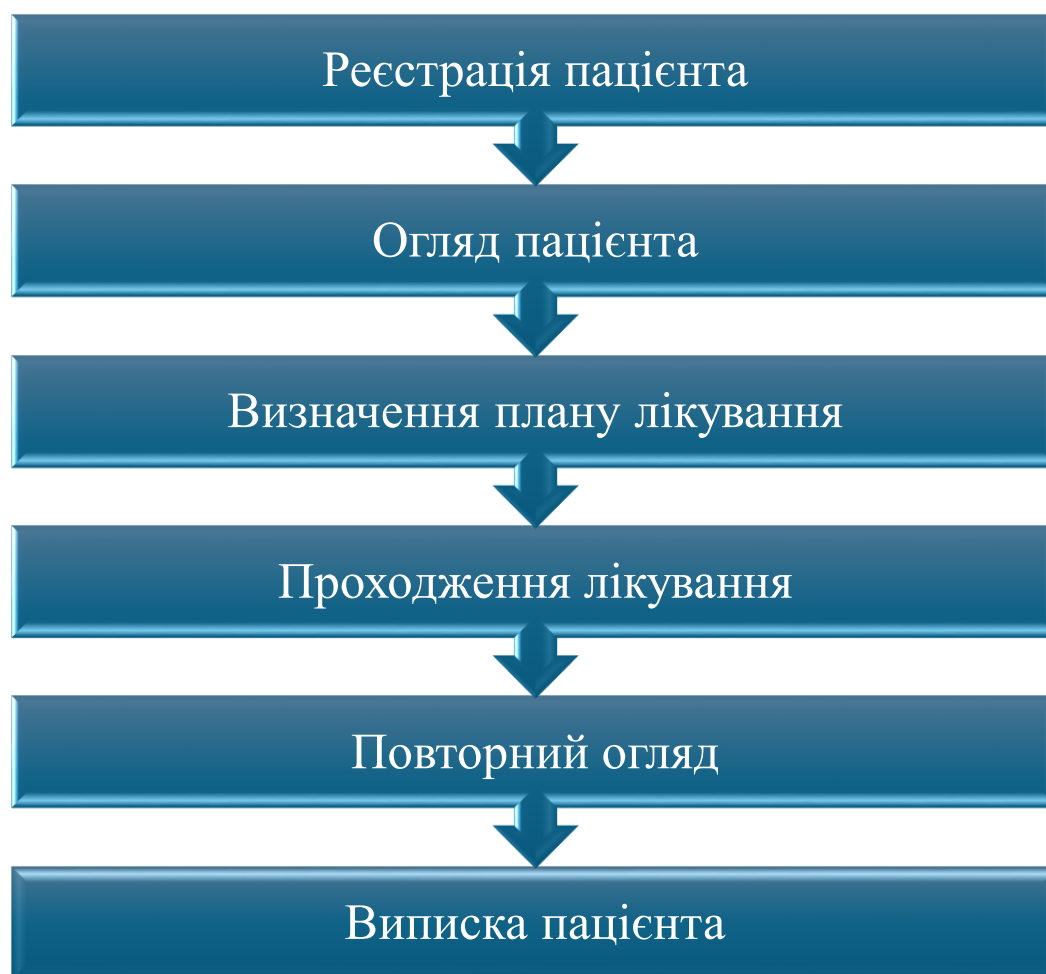 Реєстрація пацієнта
Огляд пацієнта
Визначення плану лікування
Проходження лікування
Повторний огляд
Виписка пацієнта